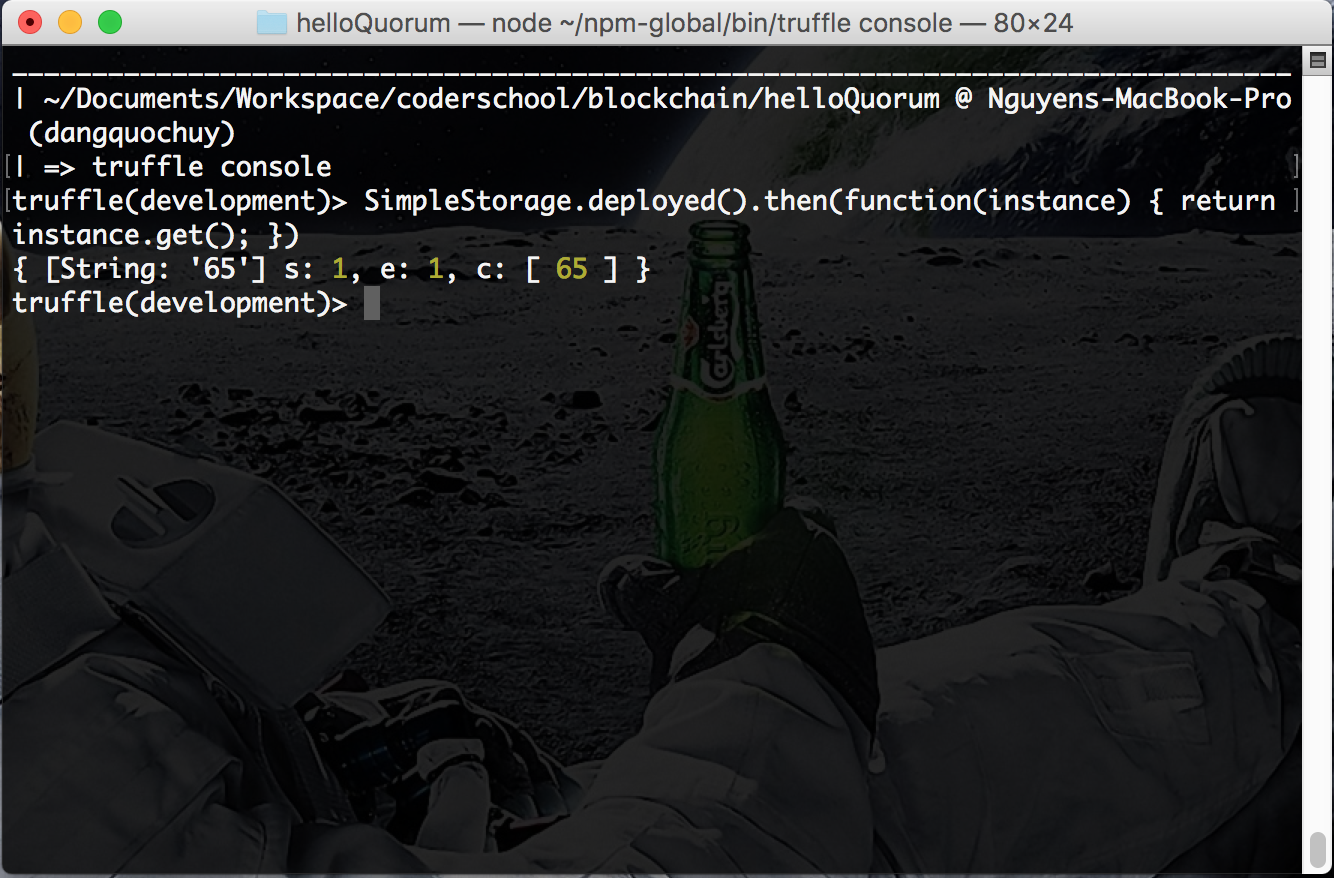 helloQuorum — node ~/npm-global/bin/truffle console — 80×24
| ~/Documents/Workspace/coderschool/blockchain/helloQuorum @ Nguyens-MacBook-Pro
(dangquochuy)
| => truffle console
truffle(development)> SimpleStorage.deployed().then(function(instance) { return
instance.get(); })
{ [String: '65'] s: 1, e: 1, c: [ 65 ] }
truffle(development)>
Carlsberg